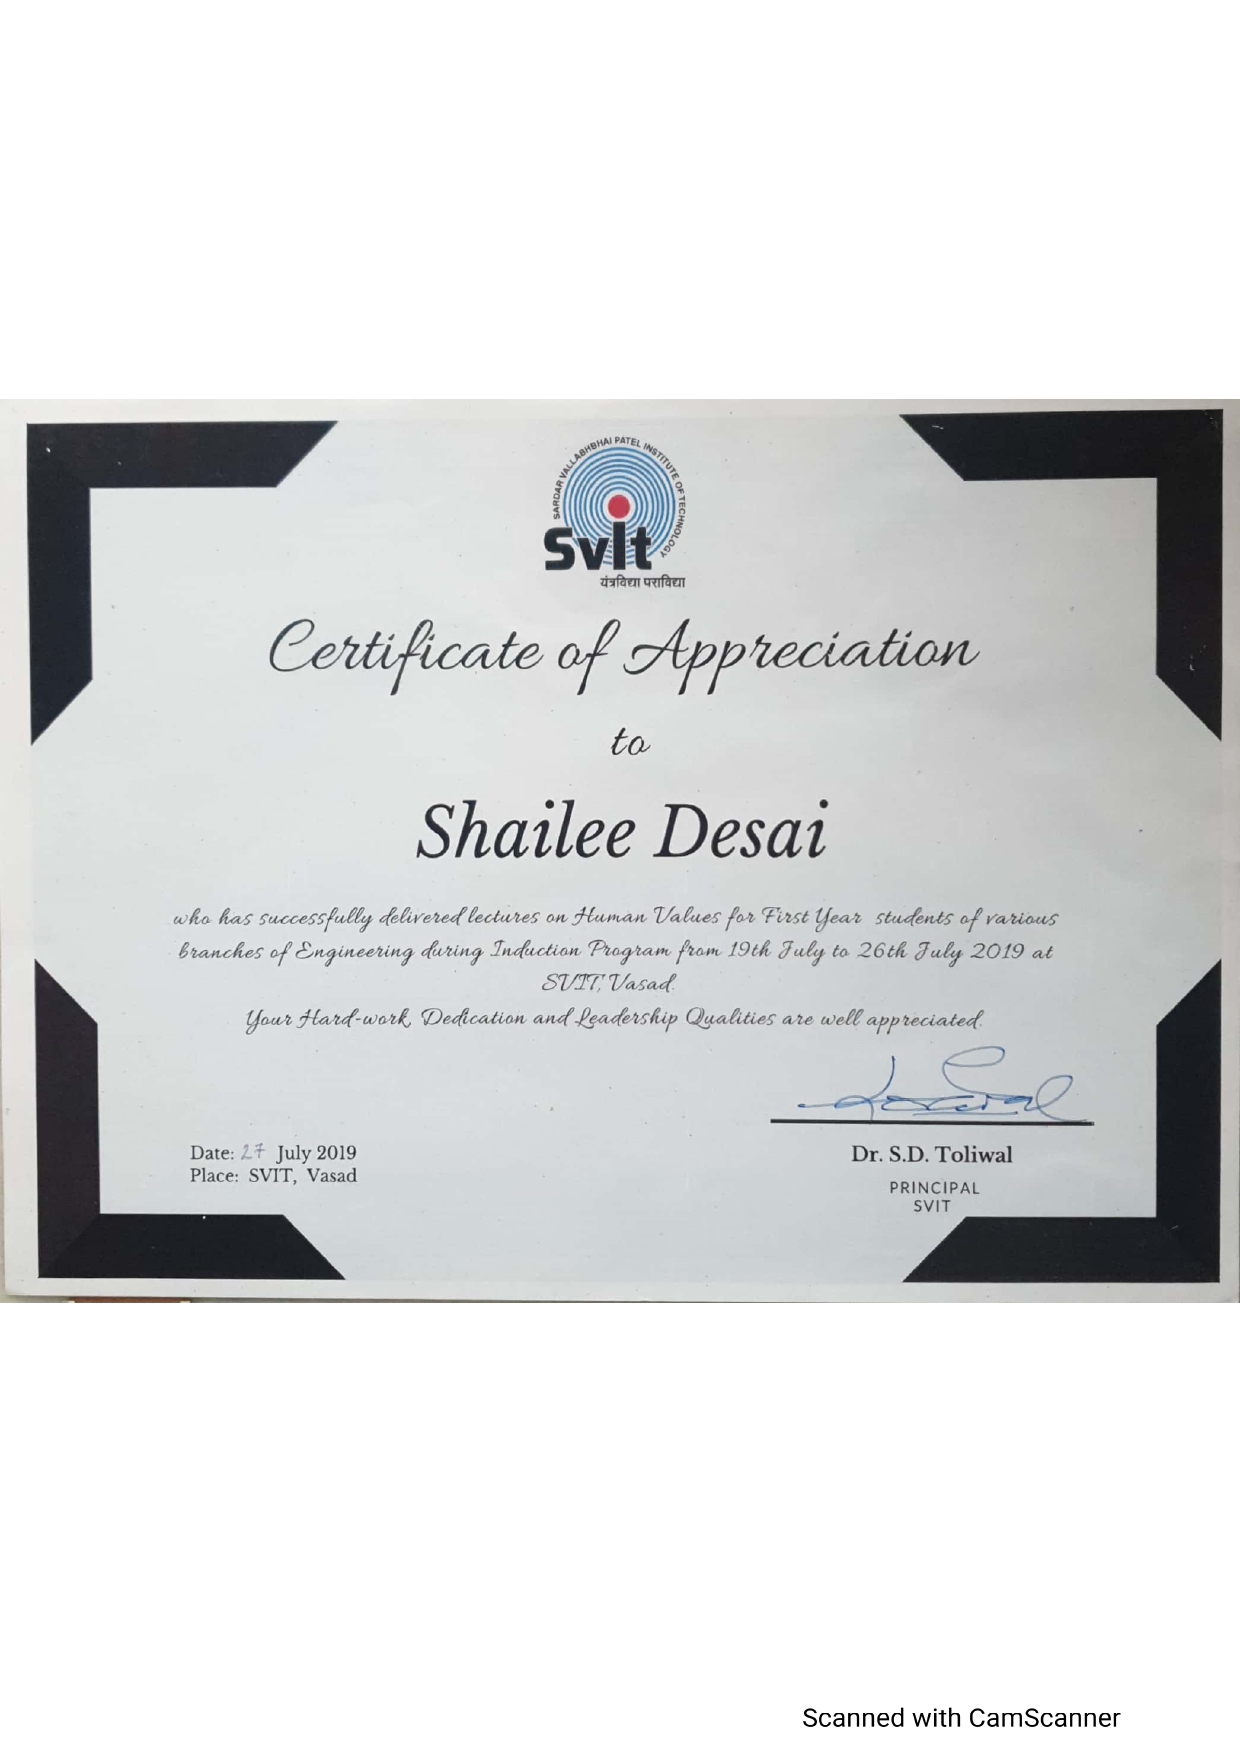 SARDAR VALLABHBHAI PATEL INSTITUTE OF TECHNOLOGY
SvIt
यंत्रविद्या पराविद्या
Certificate of Appreciation
to
Shailee Desai
who has successfully delivered lectures on Human Values for First Year students of various
branches of Engineering during Induction Program from 19th July to 26th July 2019 at
SVIT, Vasad.
Your Hard-work, Dedication and Leadership Qualities are well appreciated.
Date: 27 July 2019
Place: SVIT, Vasad
Dr. S.D. Toliwal
PRINCIPAL
SVIT
Scanned with CamScanner